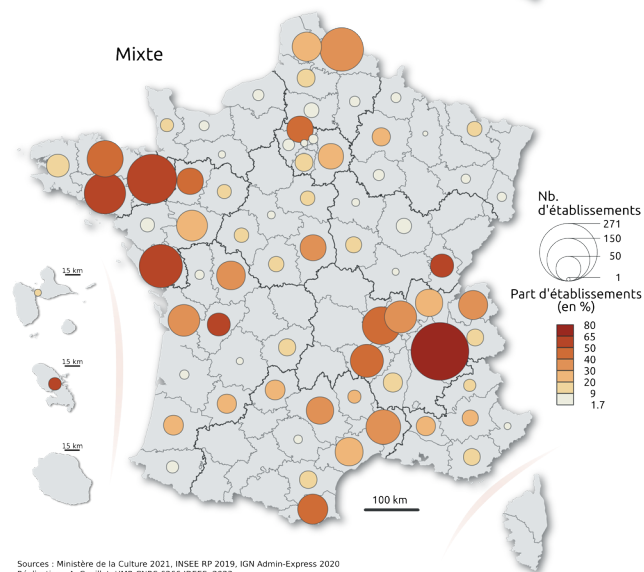 Mixte
Nb.
d'établissements
271
150
50
1
Part d'établissements
(en %)
80
65
50
40
30
20
9
1.7
15 km
15 km
15 km
100 km
Sources : Ministère de la Culture 2021, INSEE RP 2019, IGN Admin-Express 2020